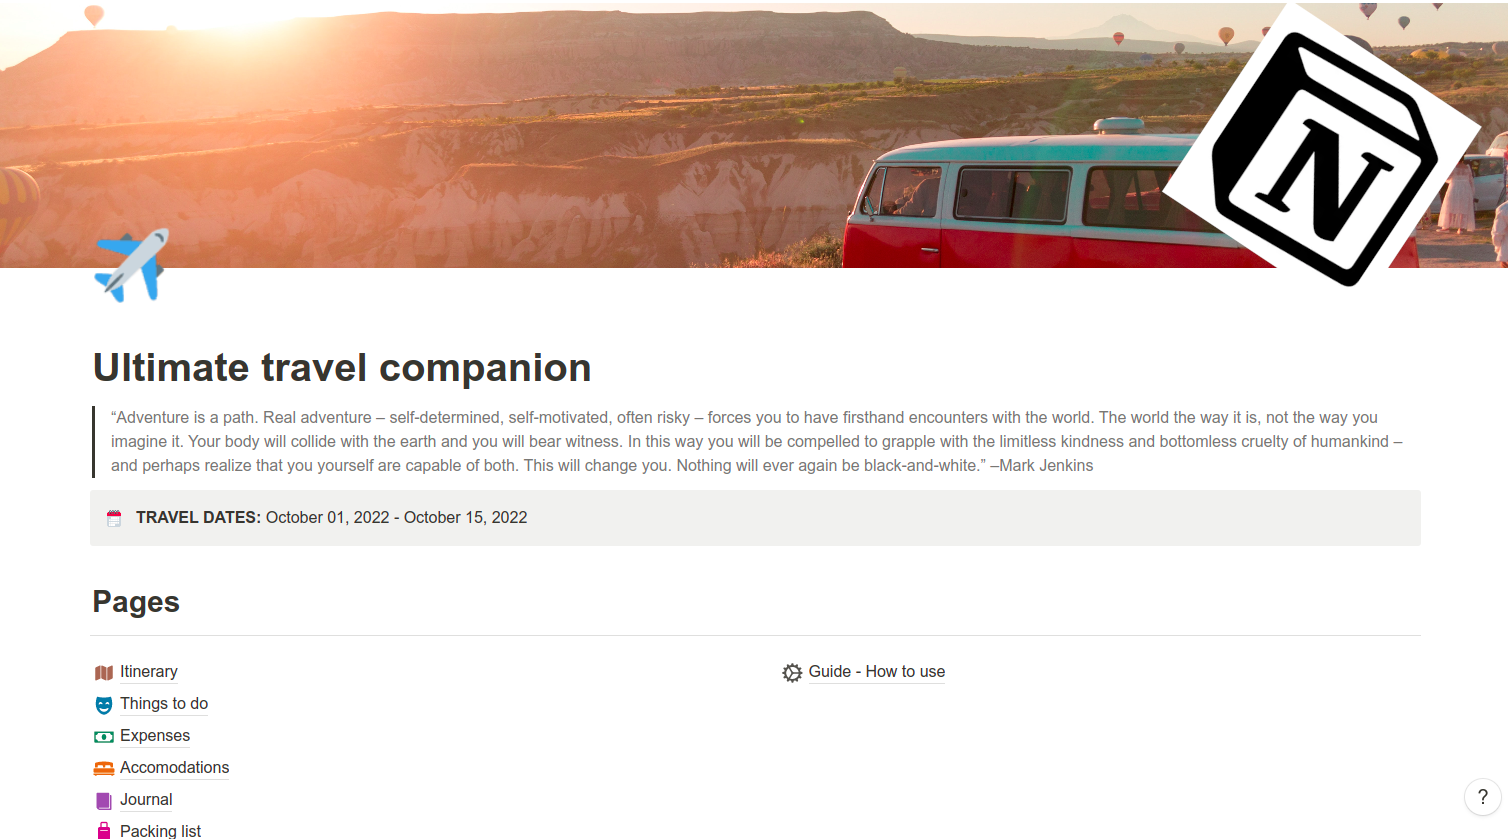 N
Ultimate travel companion
“Adventure is a path. Real adventure – self-determined, self-motivated, often risky – forces you to have firsthand encounters with the world. The world the way it is, not the way you
imagine it. Your body will collide with the earth and you will bear witness. In this way you will be compelled to grapple with the limitless kindness and bottomless cruelty of humankind –
and perhaps realize that you yourself are capable of both. This will change you. Nothing will ever again be black-and-white.” –Mark Jenkins
TRAVEL DATES: October 01, 2022 - October 15, 2022
Pages
Itinerary
Things to do
Expenses
Accomodations
Journal
Packing list
Guide - How to use
?